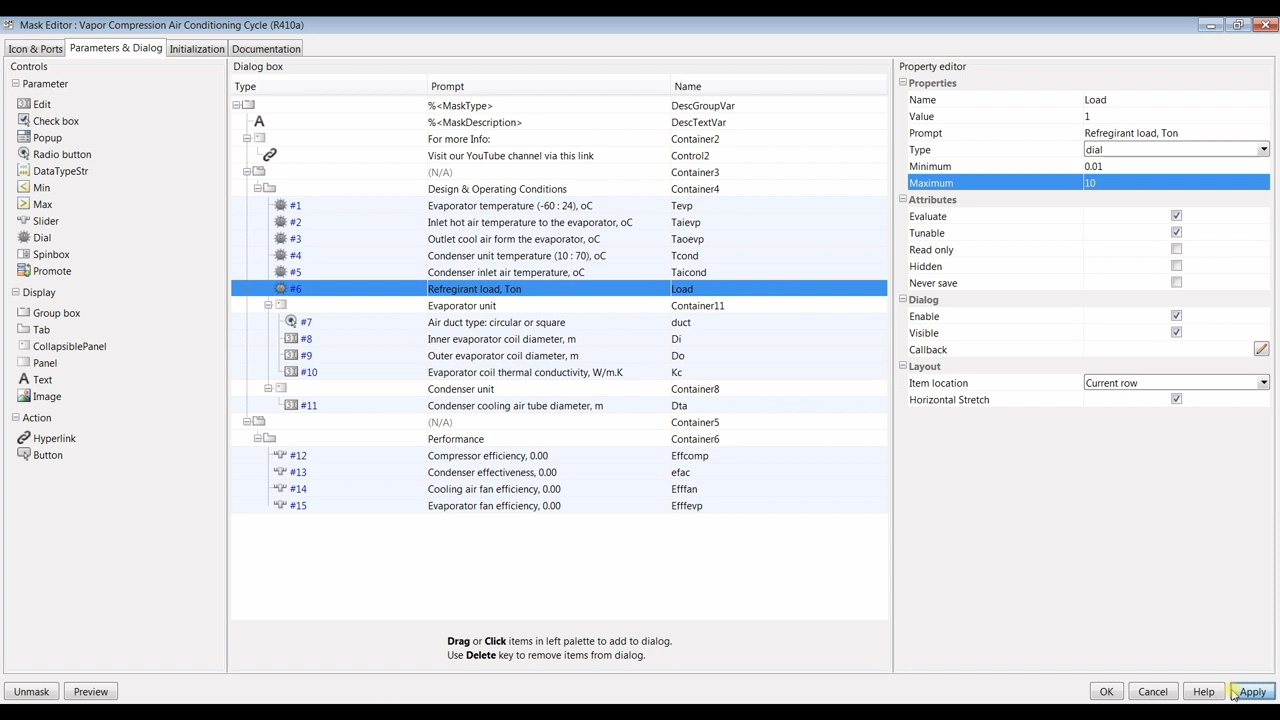 Mask Editor : Vapor Compression Air Conditioning Cycle (R410a)
Icon & Ports Parameters & Dialog Initialization Documentation
Controls
Parameter
Edit
Check box
Popup
Radio button
DataTypeStr
Min
Max
Slider
Dial
Spinbox
Promote
Display
Group box
Tab
CollapsiblePanel
Panel
Text
Image
Action
Hyperlink
Button
Dialog box
Type Prompt Name
%<MaskType> DescGroupVar
A %<MaskDescription> DescTextVar
For more Info: Container2
Visit our YouTube channel via this link Control2
(N/A) Container3
Design & Operating Conditions Container4
#1 Evaporator temperature (-60 : 24), oC Tevp
#2 Inlet hot air temperature to the evaporator, oC Taievp
#3 Outlet cool air form the evaporator, oC Taoevp
#4 Condenser unit temperature (10 : 70), oC Tcond
#5 Condenser inlet air temperature, oC Taicond
#6 Refregirant load, Ton Load
Evaporator unit Container11
#7 Air duct type: circular or square duct
#8 Inner evaporator coil diameter, m Di
#9 Outer evaporator coil diameter, m Do
#10 Evaporator coil thermal conductivity, W/m.K Kc
Condenser unit Container8
#11 Condenser cooling air tube diameter, m Dta
(N/A) Container5
Performance Container6
#12 Compressor efficiency, 0.00 Effcomp
#13 Condenser effectiveness, 0.00 efac
#14 Cooling air fan efficiency, 0.00 Efffan
#15 Evaporator fan efficiency, 0.00 Efffevp
Drag or Click items in left palette to add to dialog.
Use Delete key to remove items from dialog.
Property editor
Properties
Name Load
Value 1
Prompt Refregirant load, Ton
Type dial
Minimum 0.01
Maximum 10
Attributes
Evaluate
Tunable
Read only
Hidden
Never save
Dialog
Enable
Visible
Callback
Layout
Item location Current row
Horizontal Stretch
Unmask Preview OK Cancel Help Apply